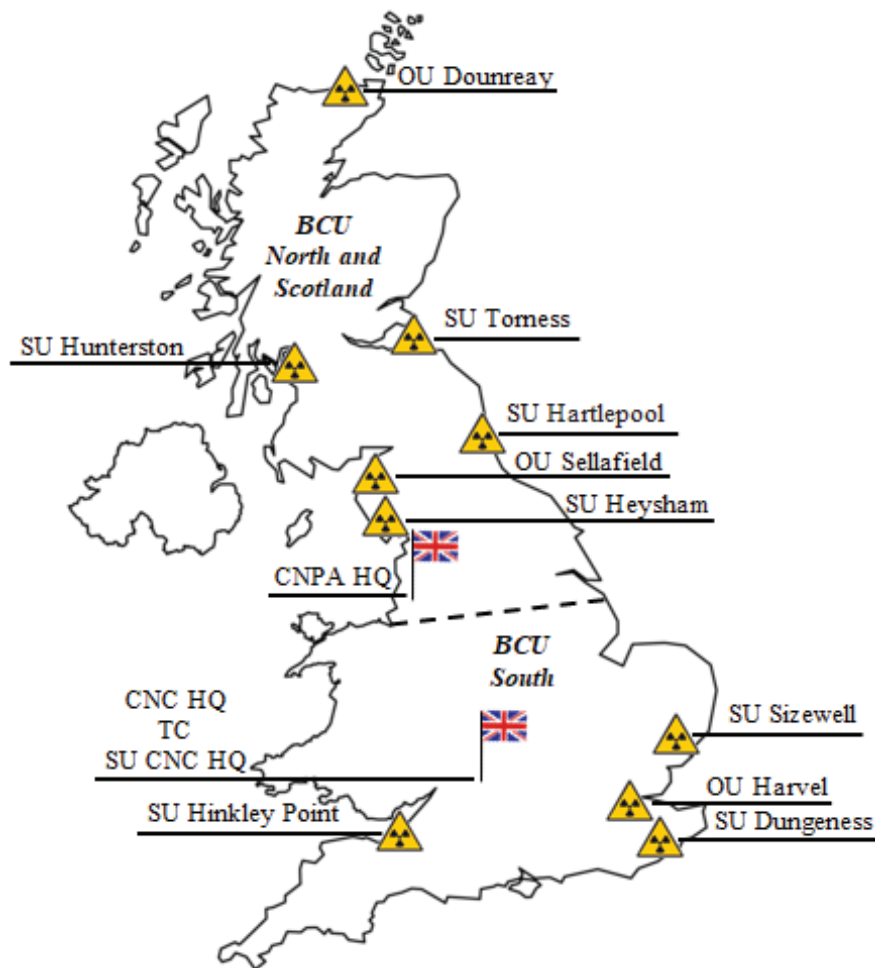 OU Dounreay
BCU
North and
Scotland
SU Torness
SU Hunterston
SU Hartlepool
OU Sellafield
SU Heysham
CNPA HQ
BCU
South
CNC HQ
TC
SU CNC HQ
SU Sizewell
OU Harvel
SU Hinkley Point
SU Dungeness